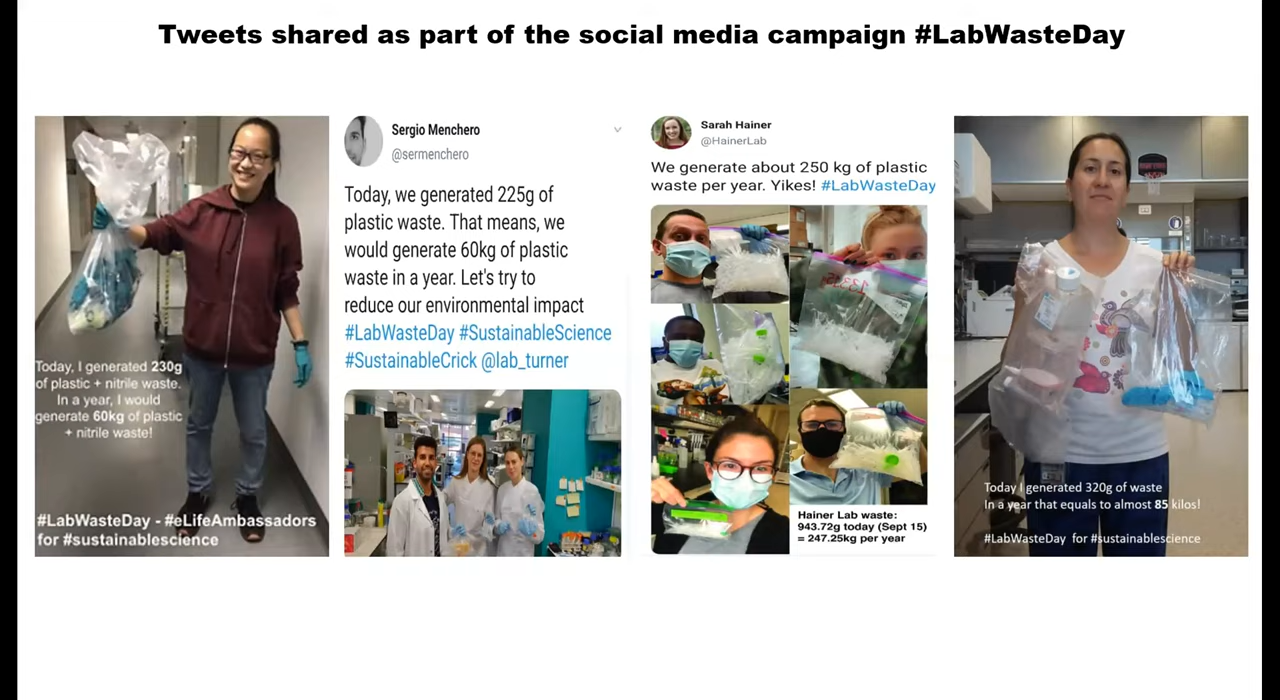 Tweets shared as part of the social media campaign #LabWasteDay
Today, I generated 230g
of plastic + nitrile waste.
In a year, I would
generate 60kg of plastic
+ nitrile waste!
#LabWasteDay - #eLifeAmbassadors
for #sustainablescience
Sergio Menchero
@sermenchero
Today, we generated 225g of
plastic waste. That means, we
would generate 60kg of plastic
waste in a year. Let's try to
reduce our environmental impact
#LabWasteDay #SustainableScience
#SustainableCrick @lab_turner
Sarah Hainer
@HainerLab
We generate about 250 kg of plastic
waste per year. Yikes! #LabWasteDay
Hainer Lab waste:
943.72g today (Sept 15)
= 247.25kg per year
Today I generated 320g of waste
In a year that equals to almost 85 kilos!
#LabWasteDay for #sustainablescience